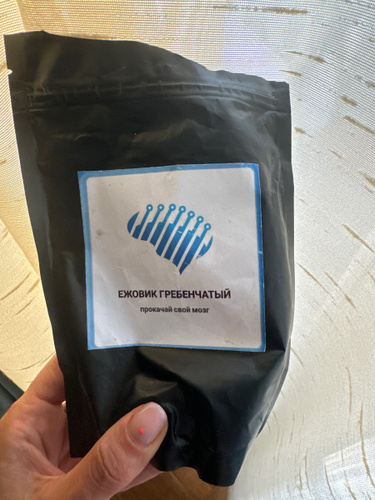 ЕЖОВИК ГРЕБЕНЧАТЫЙ
прокачай свой мозг